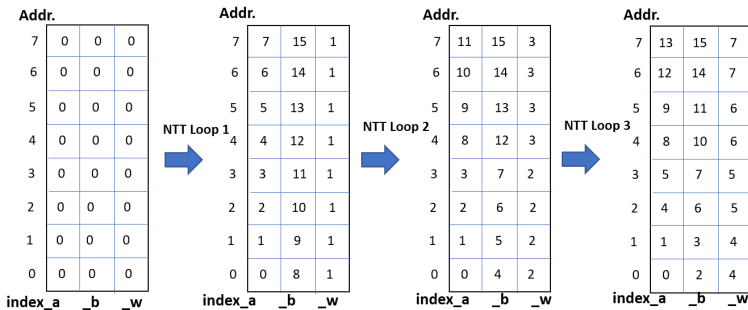 Addr. Addr. Addr. Addr.
7 0 0 0 7 7 15 1 7 11 15 3 7 13 15 7
6 0 0 0 6 6 14 1 6 10 14 3 6 12 14 7
5 0 0 0 5 5 13 1 5 9 13 3 5 9 11 6
NTT Loop 1 NTT Loop 2 NTT Loop 3
4 0 0 0 4 4 12 1 4 8 12 3 4 8 10 6
3 0 0 0 3 3 11 1 3 3 7 2 3 5 7 5
2 0 0 0 2 2 10 1 2 2 6 2 2 4 6 5
1 0 0 0 1 1 9 1 1 1 5 2 1 1 3 4
0 0 0 0 0 0 8 1 0 0 4 2 0 0 2 4
index_a _b _w index_a _b _w index_a _b _w index_a _b _w